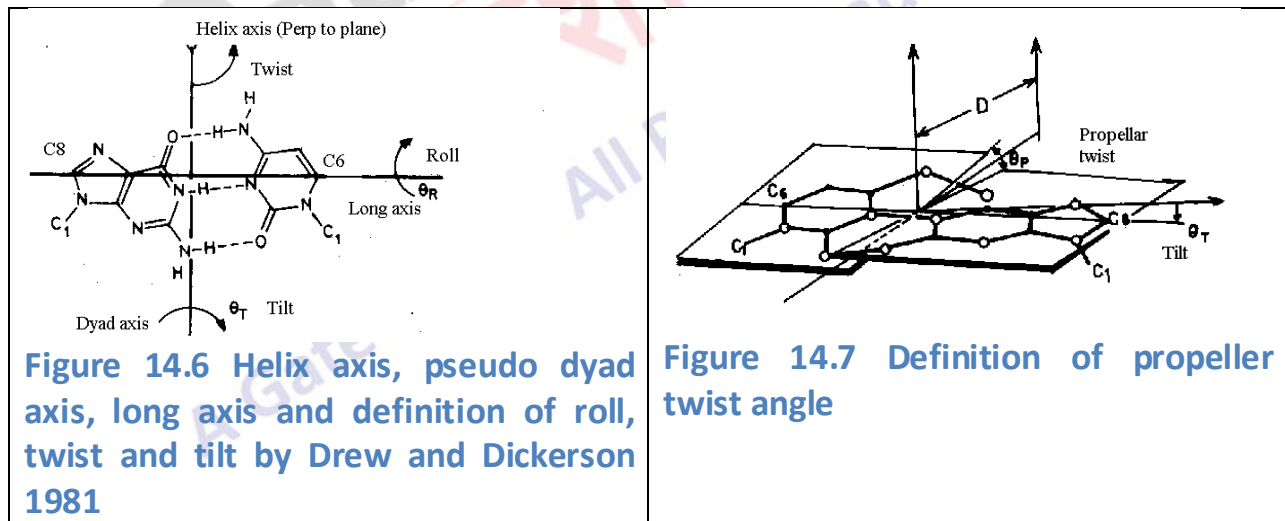 Helix axis (Perp to plane)
Twist
H
H
N
O
H
C8
N
C6
Roll
N
H
N
θR
N
N
Long axis
C1
N
O
C1
N
H
H
θT
Tilt
Dyad axis
Figure 14.6 Helix axis, pseudo dyad
axis, long axis and definition of roll,
twist and tilt by Drew and Dickerson
1981
D
Propellar
twist
θP
C6
θT
Tilt
C1
C1
Figure 14.7 Definition of propeller
twist angle
All
A Gate